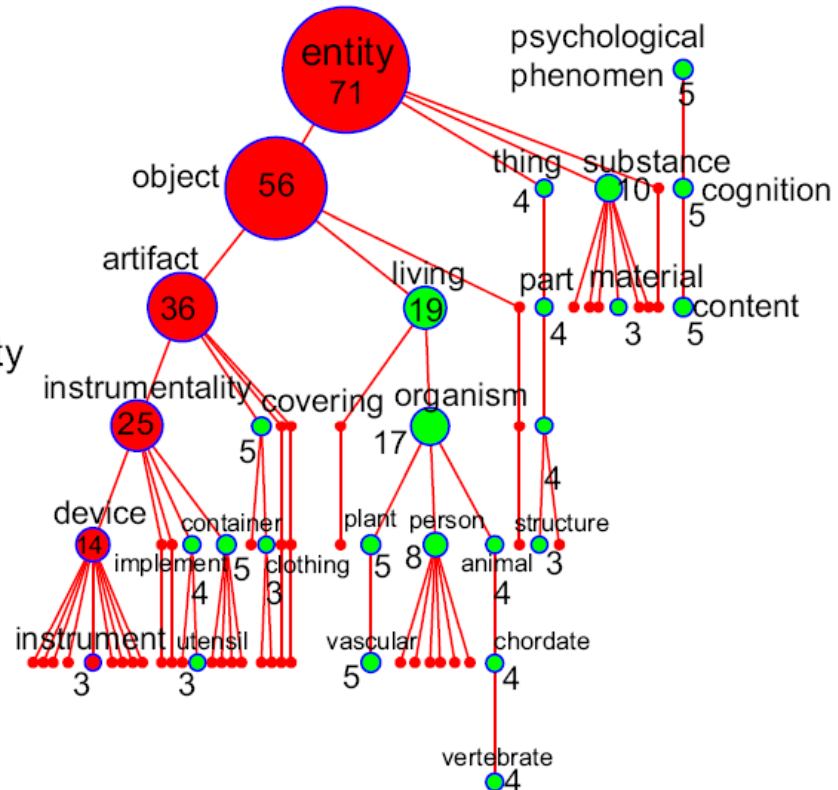 entity
71
psychological
phenomen
5
object
56
thing
4
substance
10
cognition
5
artifact
36
living
19
part
4
material
3
content
5
ty
instrumentality
25
covering
5
organism
17
4
device
14
implement
4
container
5
clothing
3
plant
5
person
8
animal
4
structure
3
instrument
3
utensil
3
vascular
5
chordate
4
vertebrate
4